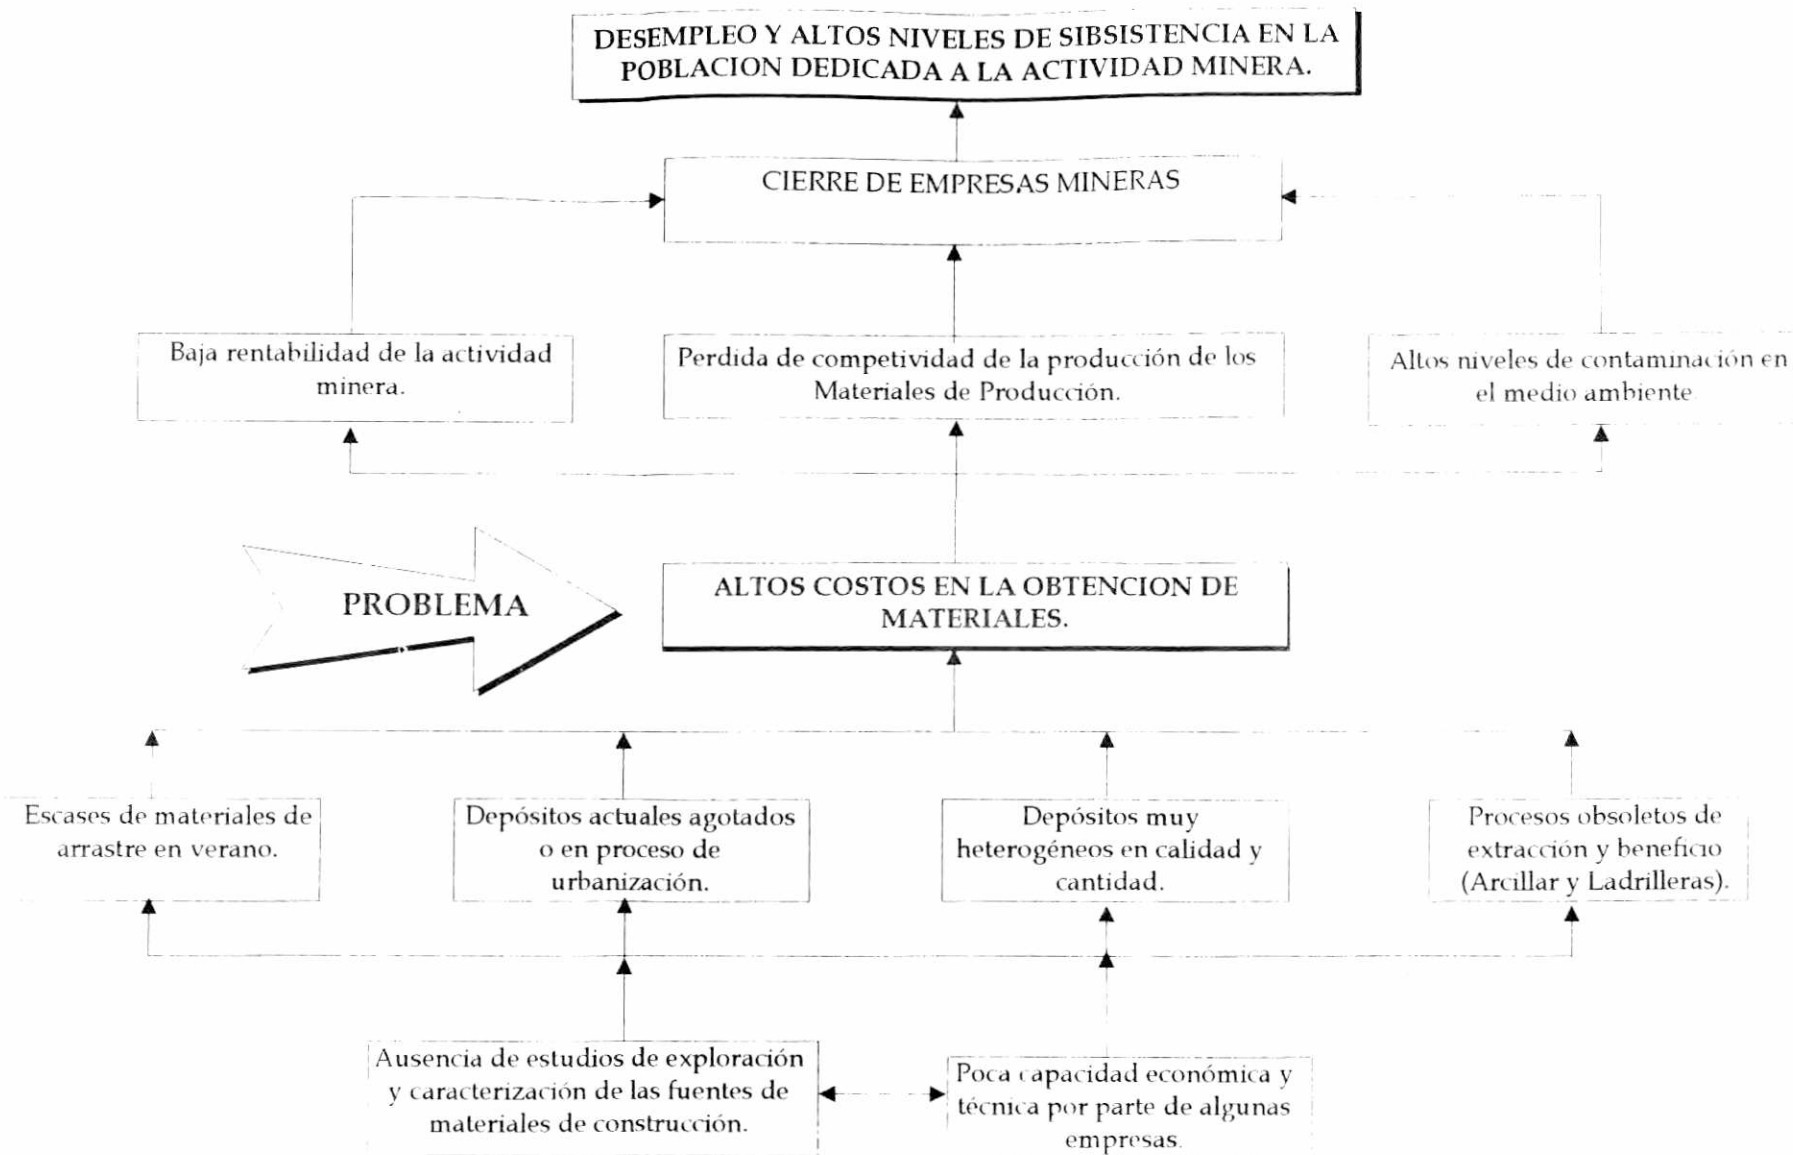 DESEMPLEO Y ALTOS NIVELES DE SIBSISTENCIA EN LA
POBLACION DEDICADA A LA ACTIVIDAD MINERA.
CIERRE DE EMPRESAS MINERAS
Baja rentabilidad de la actividad
minera.
Perdida de competividad de la producción de los
Materiales de Producción.
Altos niveles de contaminación en
el medio ambiente
PROBLEMA
ALTOS COSTOS EN LA OBTENCION DE
MATERIALES.
Escases de materiales de
arrastre en verano.
Depósitos actuales agotados
o en proceso de
urbanización.
Depósitos muy
heterogéneos en calidad y
cantidad.
Procesos obsoletos de
extracción y beneficio
(Arcillar y Ladrilleras).
Ausencia de estudios de exploración
y caracterización de las fuentes de
materiales de construcción.
Poca capacidad económica y
técnica por parte de algunas
empresas.